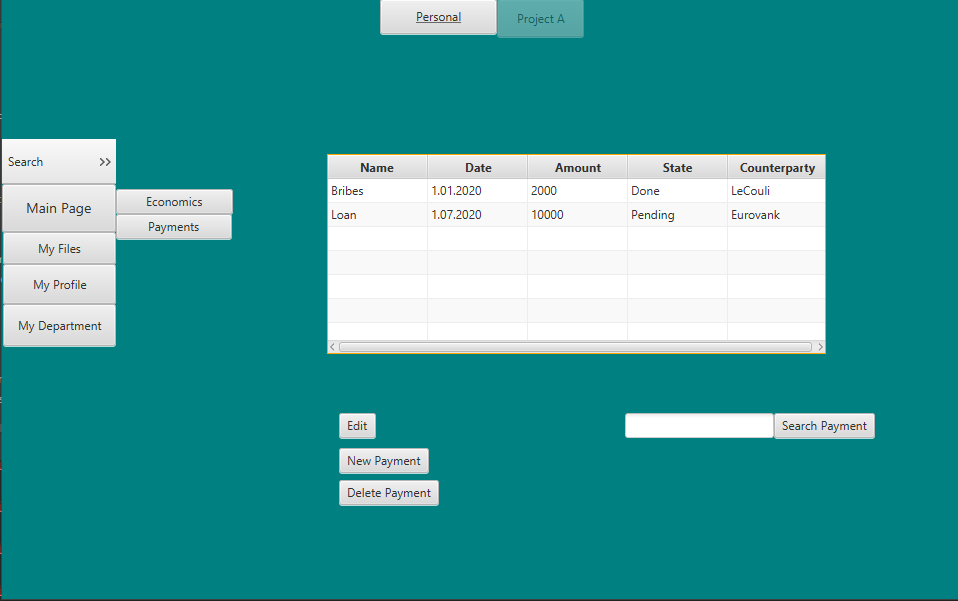 Personal
Project A
Search
Main Page
My Files
My Profile
My Department
Economics
Payments
Name Date Amount State Counterparty
Bribes 1.01.2020 2000 Done LeCouli
Loan 1.07.2020 10000 Pending Eurovank
Edit
Search Payment
New Payment
Delete Payment